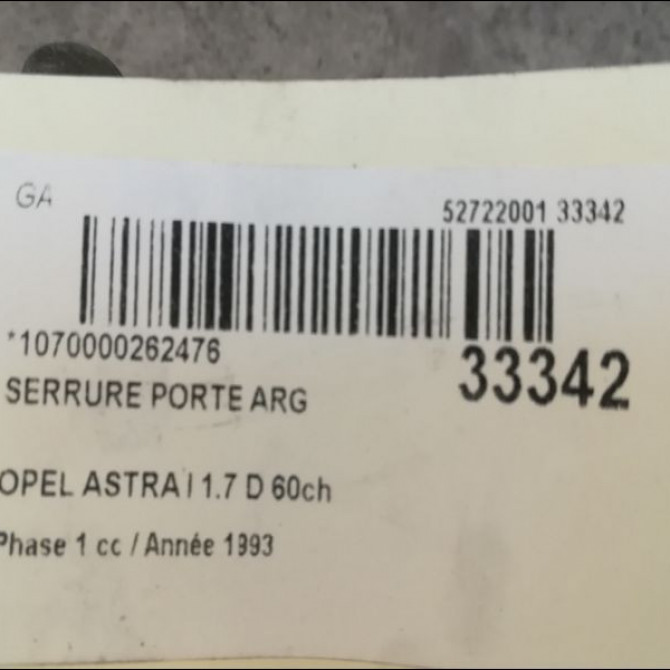 GA
52722001 33342
*1070000262476
33342
SERRURE PORTE ARG
OPEL ASTRA I 1.7 D 60ch
Phase 1 cc / Année 1993